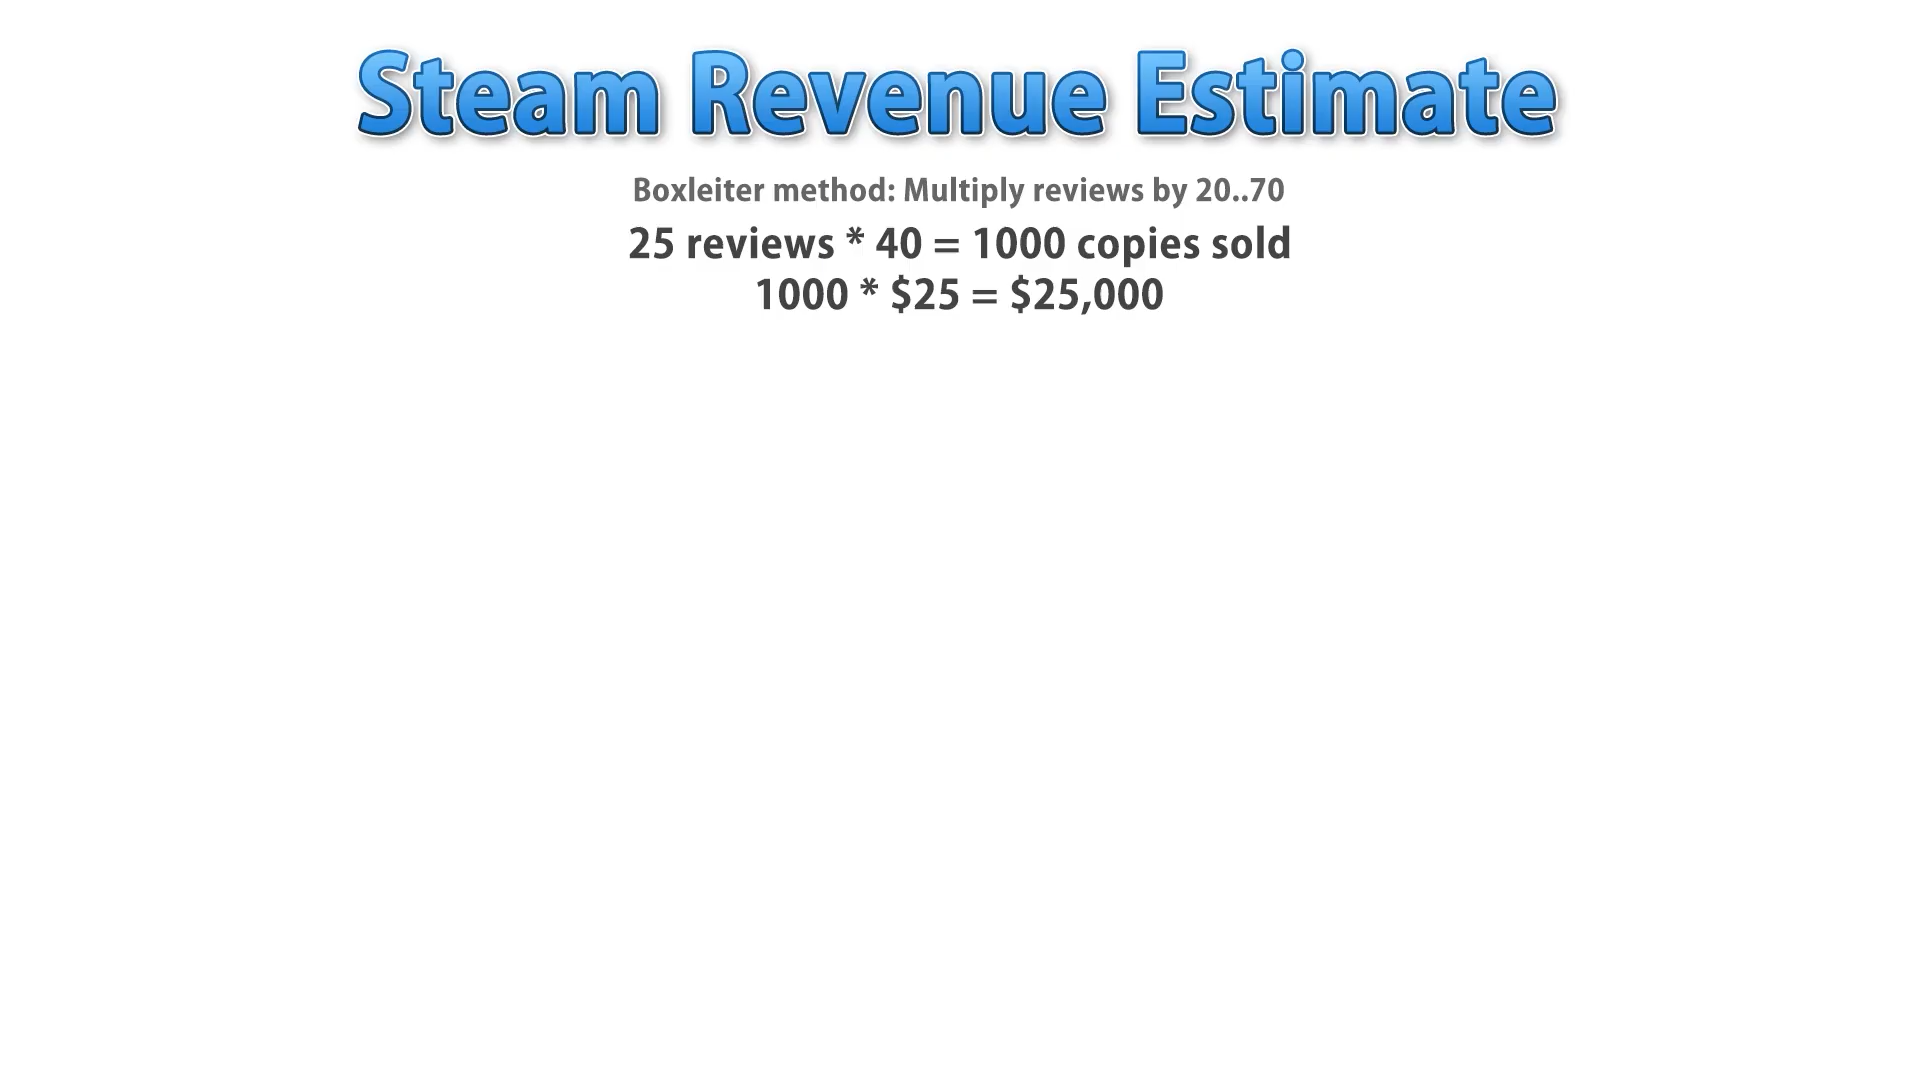 Steam Revenue Estimate
Boxleiter method: Multiply reviews by 20..70
25 reviews * 40 = 1000 copies sold
1000 * $25 = $25,000